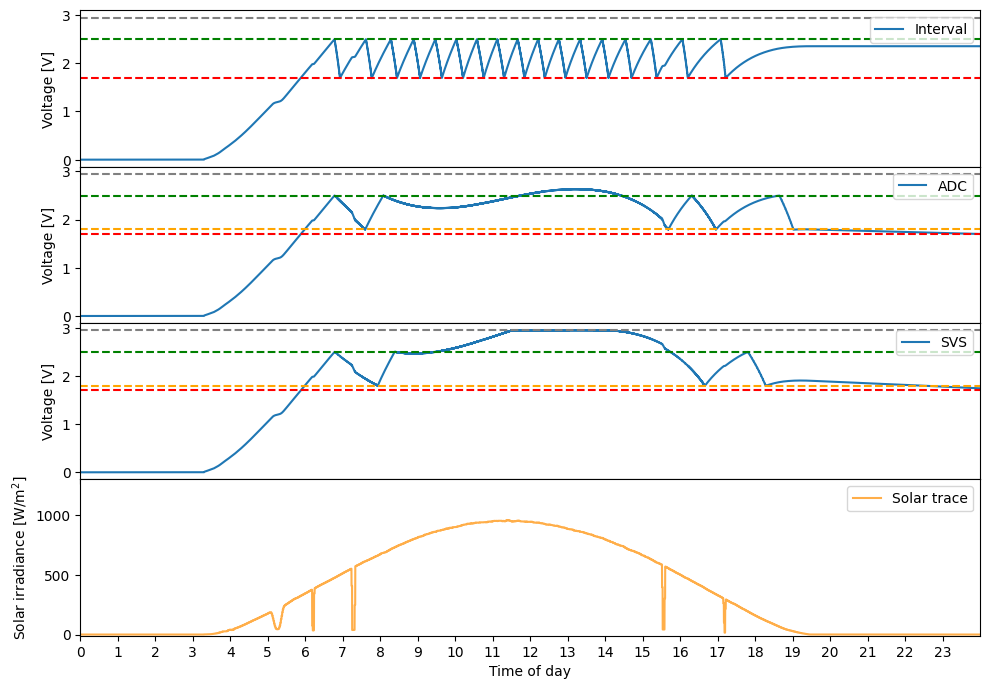 3
2
1
0
Voltage [V]
Interval
3
2
1
0
Voltage [V]
ADC
3
2
1
0
Voltage [V]
SVS
1000
500
0
Solar irradiance [W/m²]
Solar trace
0 1 2 3 4 5 6 7 8 9 10 11 12 13 14 15 16 17 18 19 20 21 22 23
Time of day